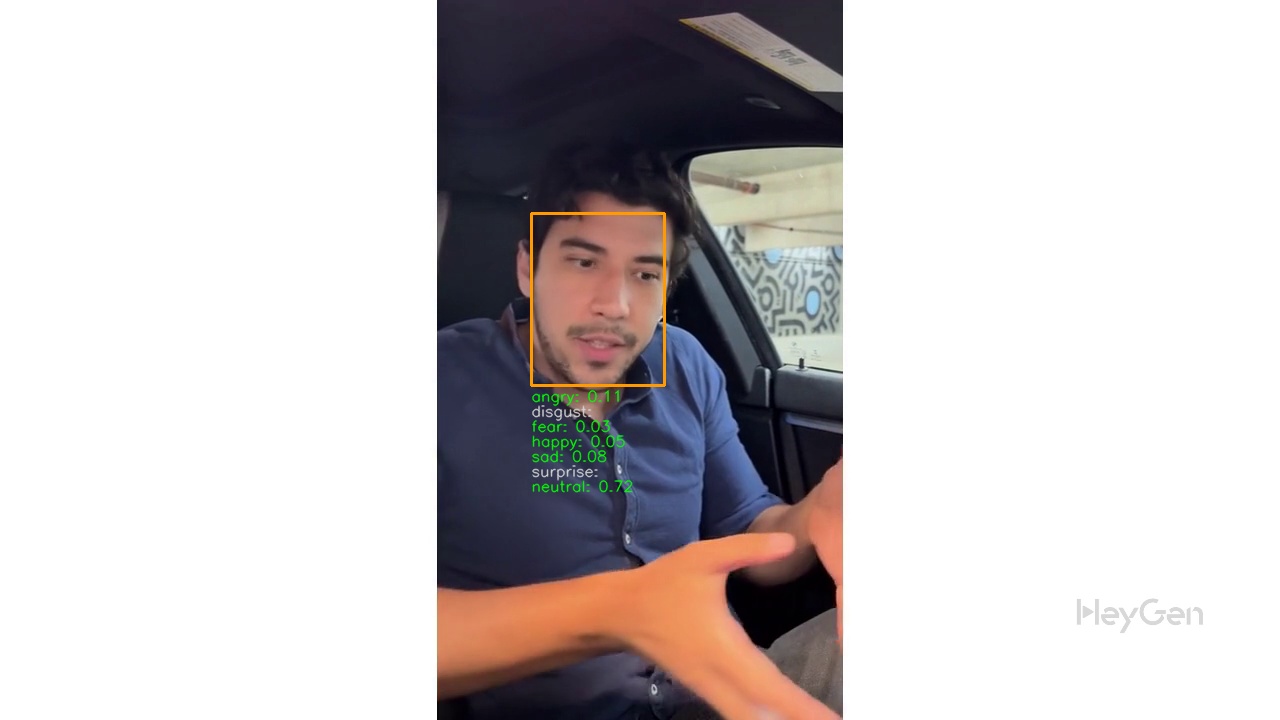 angry: 0.11
disgust:
fear: 0.03
happy: 0.05
sad: 0.08
surprise:
neutral: 0.72
HeyGen